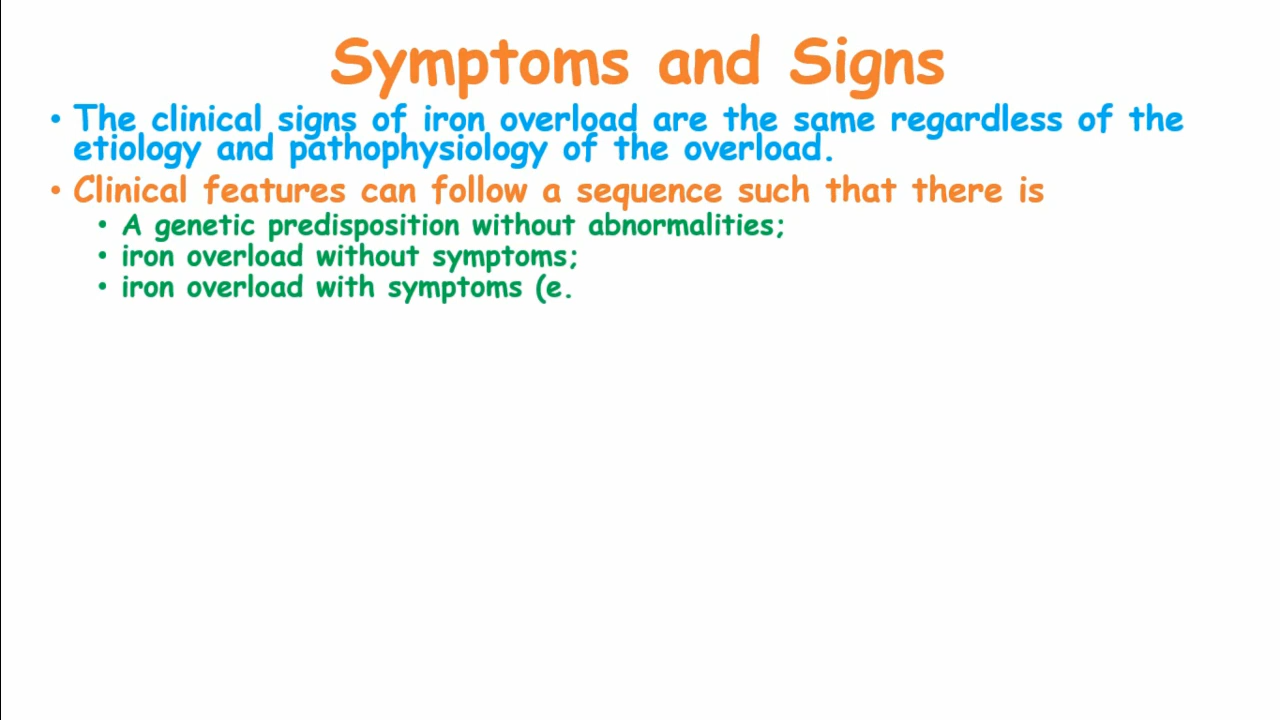 Symptoms and Signs
• The clinical signs of iron overload are the same regardless of the
etiology and pathophysiology of the overload.
• Clinical features can follow a sequence such that there is
• A genetic predisposition without abnormalities;
• iron overload without symptoms;
• iron overload with symptoms (e.